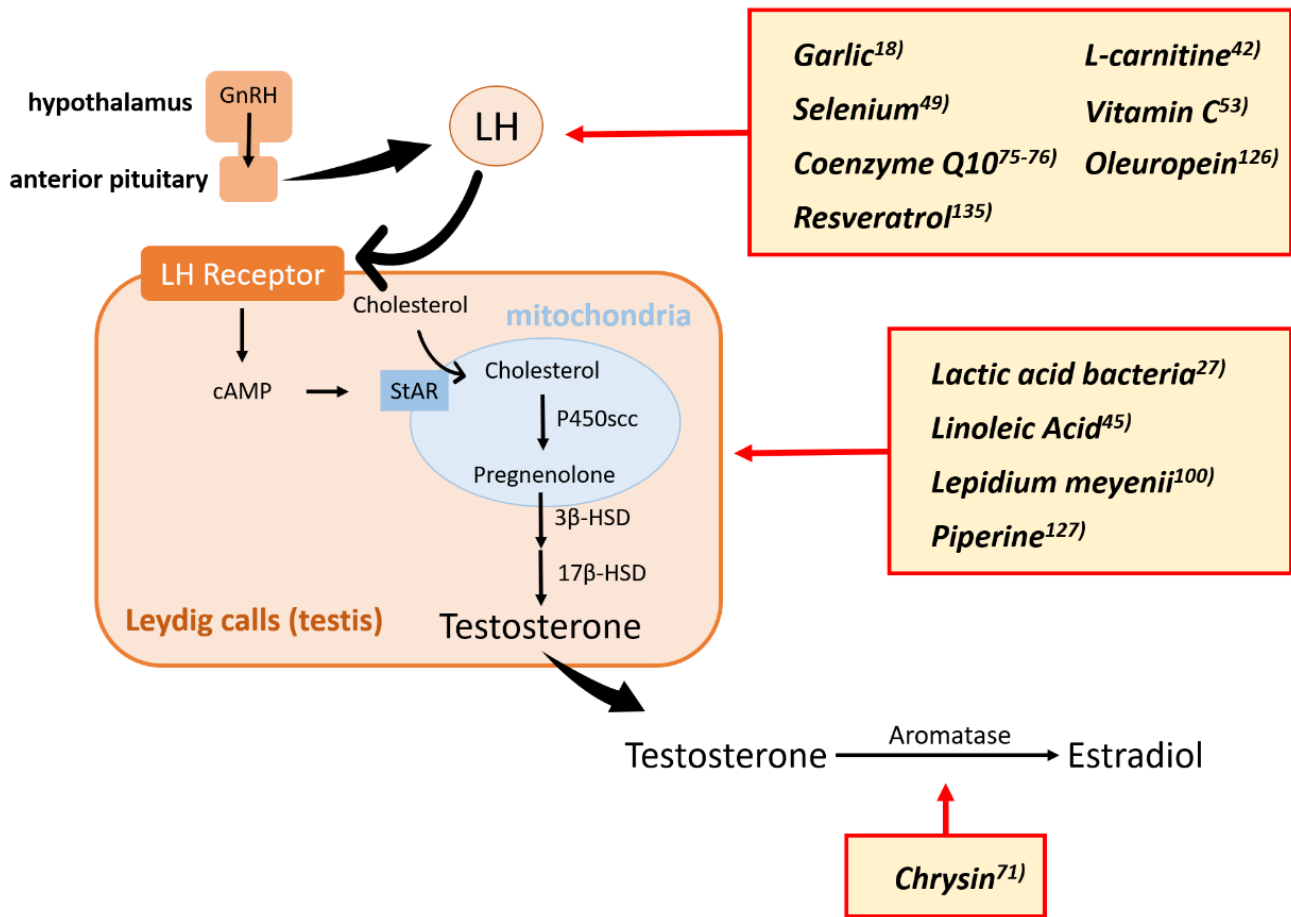 hypothalamus
GnRH
anterior pituitary
LH
Garlic18)
L-carnitine42)
Selenium49)
Vitamin C53)
Coenzyme Q1075-76)
Oleuropein126)
Resveratrol135)
LH Receptor
Cholesterol
mitochondria
cAMP
StAR
Cholesterol
P450scc
Pregnenolone
3β-HSD
17β-HSD
Leydig calls (testis)
Testosterone
Lactic acid bacteria27)
Linoleic Acid45)
Lepidium meyenii100)
Piperine127)
Testosterone
Aromatase
Estradiol
Chrysin71)